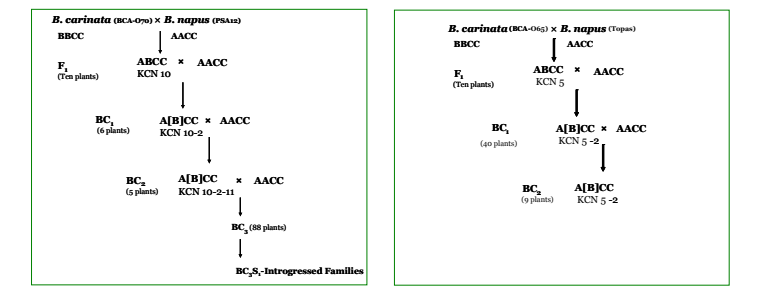 B. carinata (BCA-070) × B. napus (PSA12)
BBCC AACC
F₁ ABCC × AACC
(Ten plants) KCN 10
BC₁ A[B]CC × AACC
(6 plants) KCN 10-2
BC₂ A[B]CC × AACC
(5 plants) KCN 10-2-11
BC₃ (88 plants)
BC₃S₁-Introgressed Families
B. carinata (BCA-065) × B. napus (Topas)
BBCC AACC
F₁ ABCC × AACC
(Ten plants) KCN 5
BC₁ A[B]CC × AACC
(40 plants) KCN 5 -2
BC₂ A[B]CC
(9 plants) KCN 5 -2